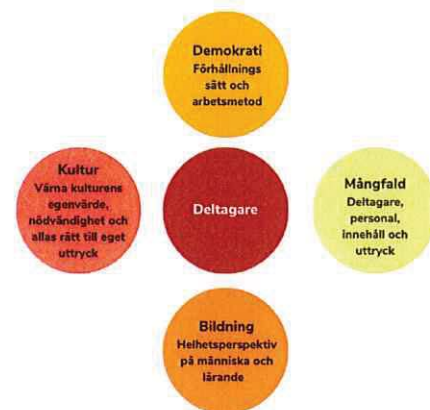 Demokrati
Förhållnings
sätt och
arbetsmetod
Kultur
Värna kulturens
egenvärde,
nödvändighet och
allas rätt till eget
uttryck
Deltagare
Mångfald
Deltagare,
personal,
innehåll och
uttryck
Bildning
Helhetsperspektiv
på människa och
lärande